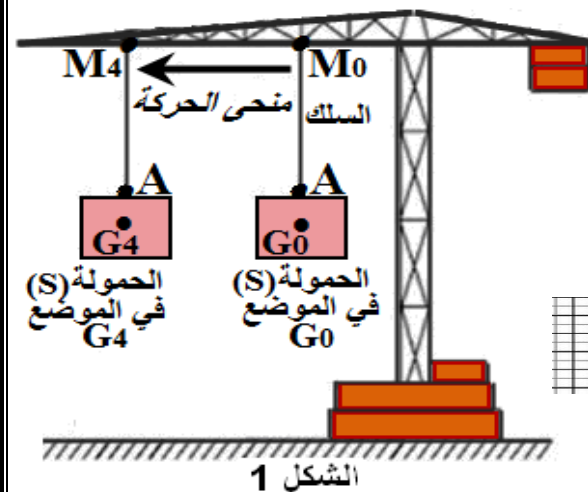 M4 M0
منحى الحركة
السلك
A A
G4 G0
الحمولة (S)
في الموضع
G4
الحمولة (S)
في الموضع
G0
الشكل 1